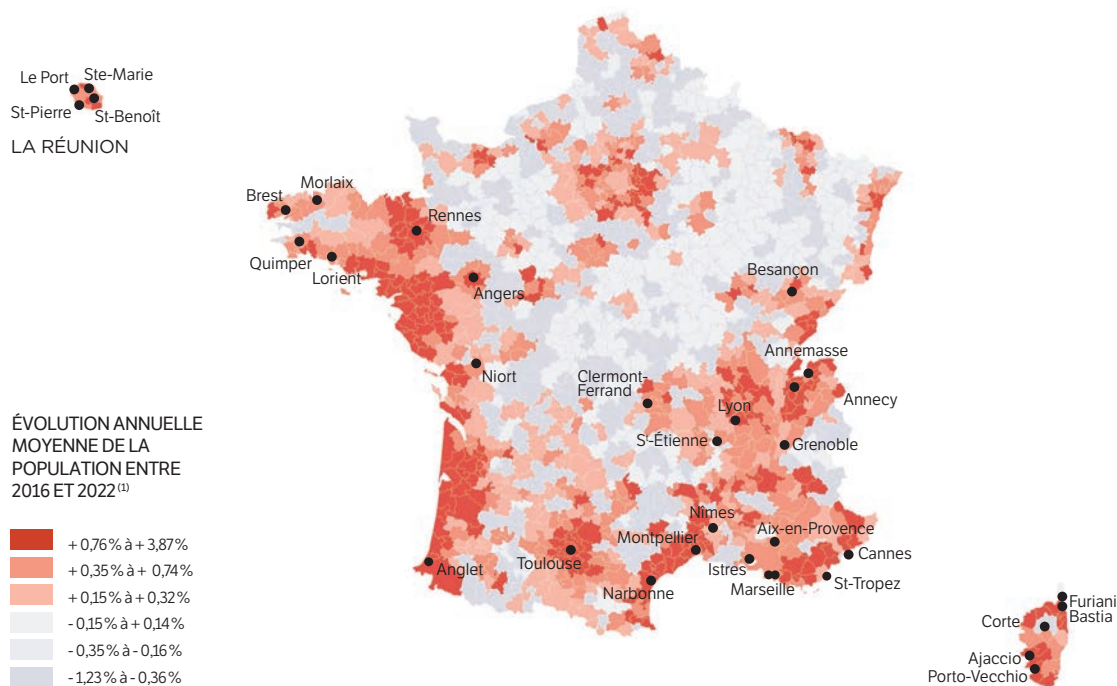 Le Port
Ste-Marie
St-Pierre
St-Benoît
LA RÉUNION
Morlaix
Brest
Rennes
Quimper
Lorient
Angers
Besançon
Niort
Annemasse
Clermont-
Ferrand
Annecy
Lyon
St-Étienne
Grenoble
Nîmes
Aix-en-Provence
Montpellier
Toulouse
Anglet
Istres
Cannes
Narbonne
Marseille
St-Tropez
Furiani
Bastia
Corte
Ajaccio
Porto-Vecchio
ÉVOLUTION ANNUELLE
MOYENNE DE LA
POPULATION ENTRE
2016 ET 2022 (1)
+ 0,76 % à + 3,87 %
+ 0,35 % à + 0,74 %
+ 0,15 % à + 0,32 %
- 0,15 % à + 0,14 %
- 0,35 % à - 0,16 %
- 1,23 % à - 0,36 %